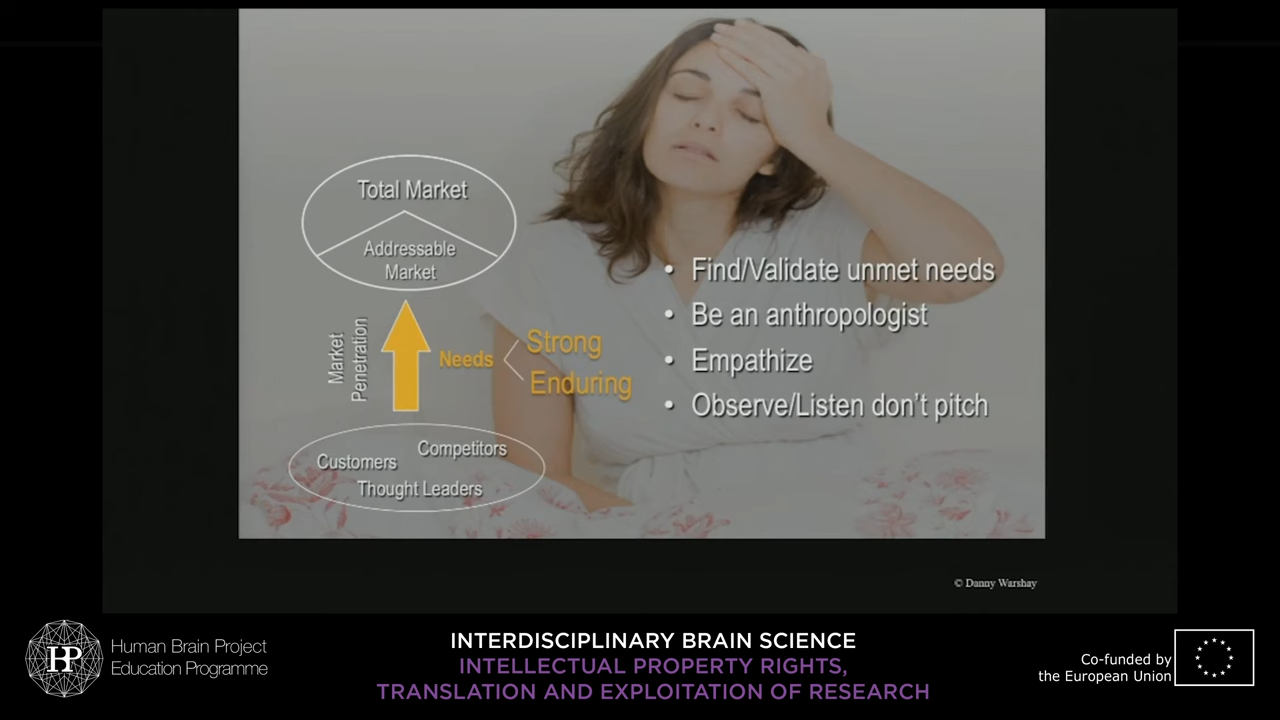 Total Market
Addressable
Market
Market
Penetration
Needs
Strong
Enduring
Customers
Competitors
Thought Leaders
• Find/Validate unmet needs
• Be an anthropologist
• Empathize
• Observe/Listen don't pitch
© Danny Warshay
HP
Human Brain Project
Education Programme
INTERDISCIPLINARY BRAIN SCIENCE
INTELLECTUAL PROPERTY RIGHTS,
TRANSLATION AND EXPLOITATION OF RESEARCH
Co-funded by
the European Union